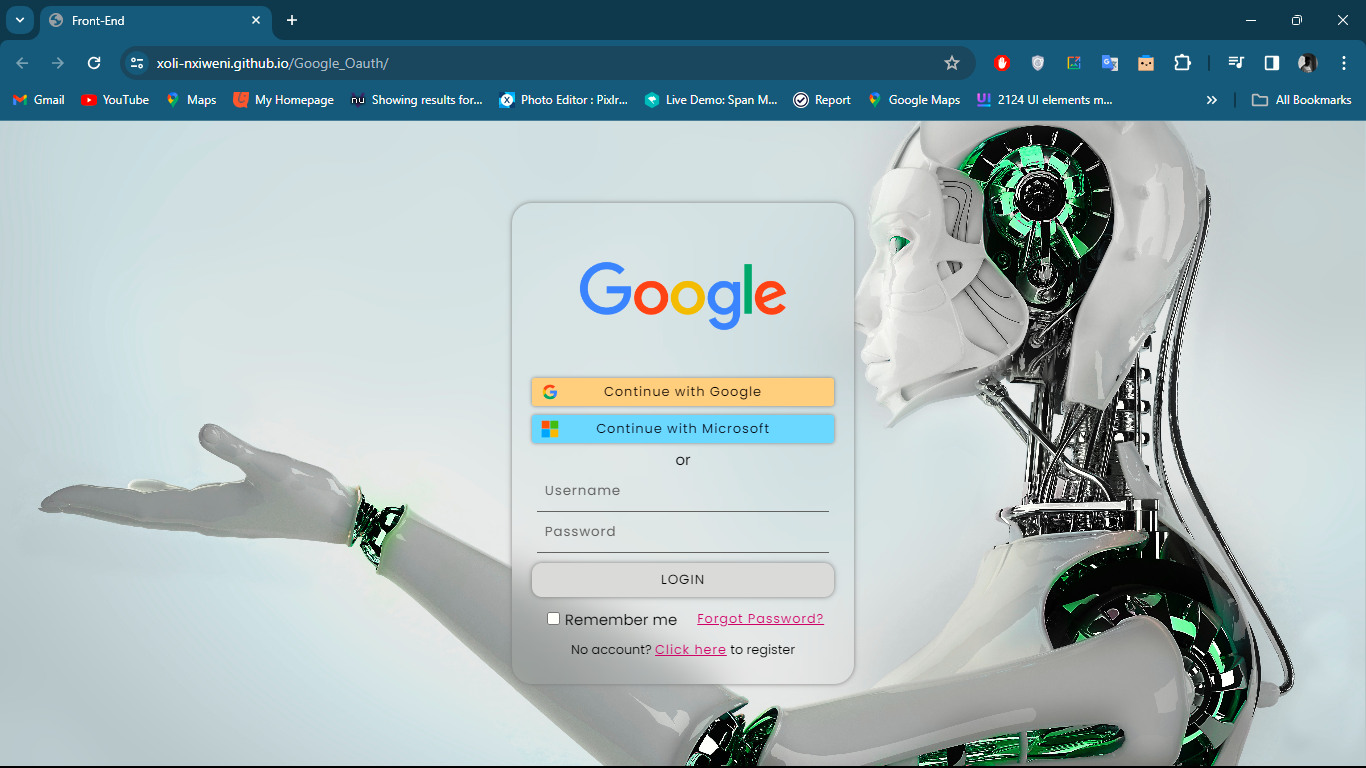 Front-End
xoli-nxiweni.github.io/Google_Oauth/
Gmail YouTube Maps My Homepage Showing results for... Photo Editor : Pixlr... Live Demo: Span M... Report Google Maps 2124 UI elements m... All Bookmarks
Google
Continue with Google
Continue with Microsoft
or
Username
Password
LOGIN
Remember me Forgot Password?
No account? Click here to register